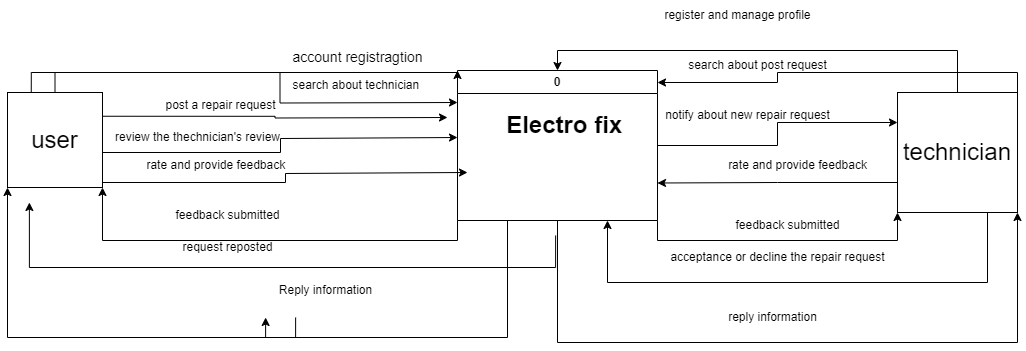 register and manage profile
account registragtion
search about post request
0
search about technician
post a repair request
notify about new repair request
Electro fix
user
review the thechnician's review
technician
rate and provide feedback
rate and provide feedback
feedback submitted
feedback submitted
request reposted
acceptance or decline the repair request
Reply information
reply information